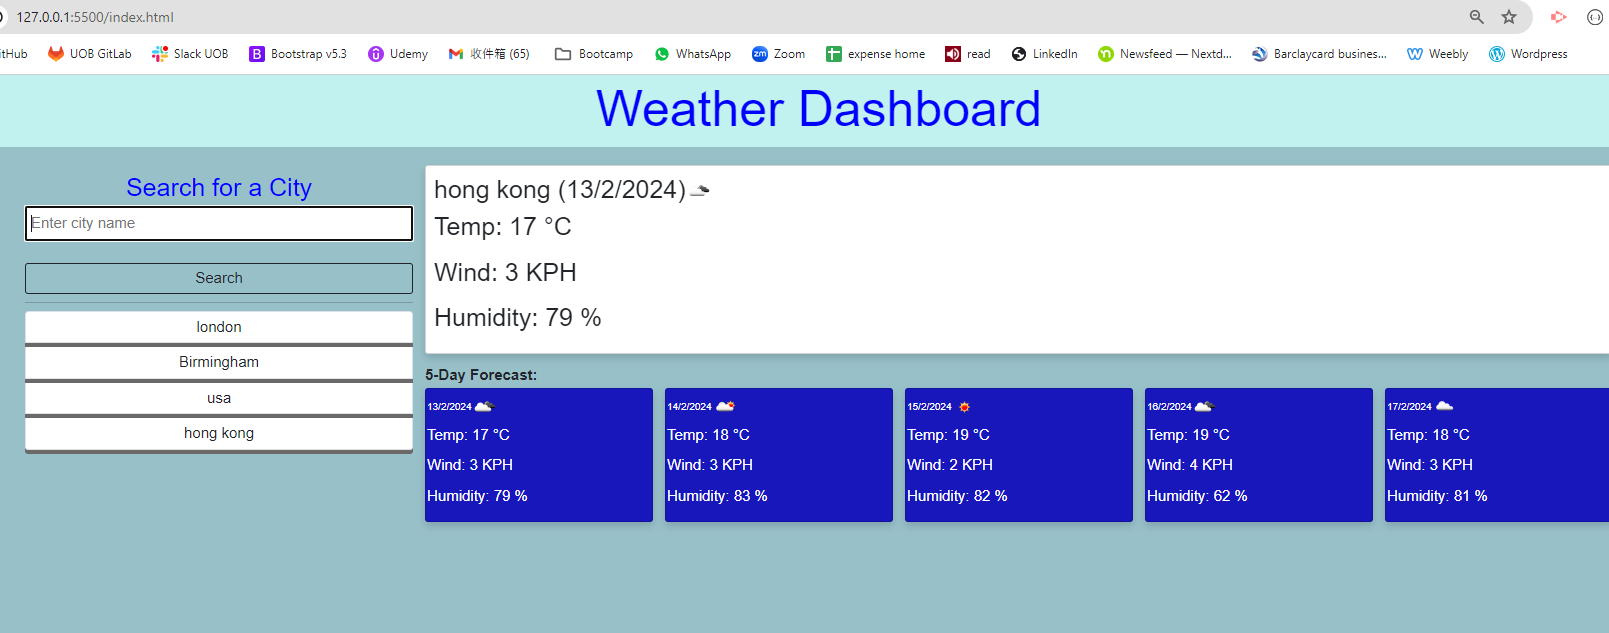 127.0.0.1:5500/index.html
itHub UOB GitLab Slack UOB B Bootstrap v5.3 Udemy 收件箱 (65) Bootcamp WhatsApp zm Zoom expense home read LinkedIn Newsfeed — Nextd... Barclaycard busines... Weebly Wordpress
Weather Dashboard
Search for a City
Enter city name
Search
london
Birmingham
usa
hong kong
hong kong (13/2/2024)
Temp: 17 °C
Wind: 3 KPH
Humidity: 79 %
5-Day Forecast:
13/2/2024
Temp: 17 °C
Wind: 3 KPH
Humidity: 79 %
14/2/2024
Temp: 18 °C
Wind: 3 KPH
Humidity: 83 %
15/2/2024
Temp: 19 °C
Wind: 2 KPH
Humidity: 82 %
16/2/2024
Temp: 19 °C
Wind: 4 KPH
Humidity: 62 %
17/2/2024
Temp: 18 °C
Wind: 3 KPH
Humidity: 81 %